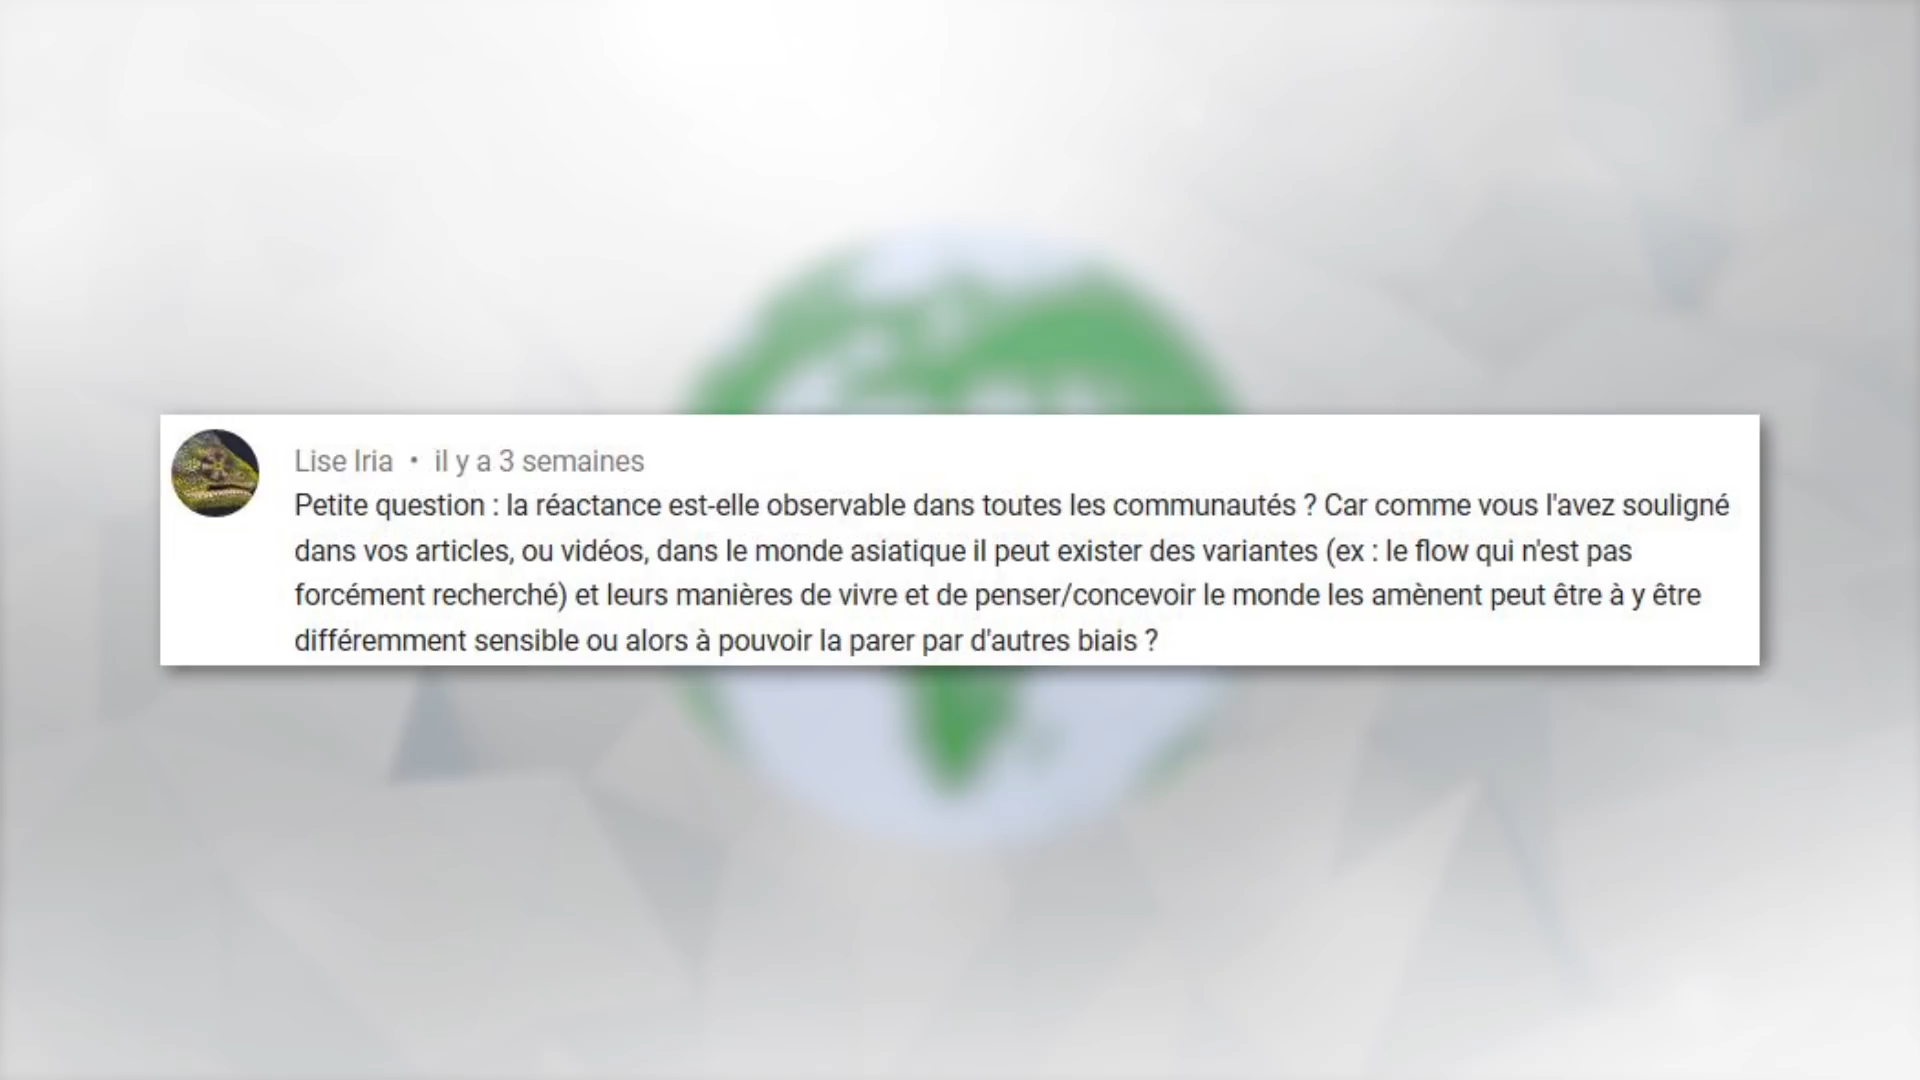 Lise Iria • il y a 3 semaines
Petite question : la réactance est-elle observable dans toutes les communautés ? Car comme vous l'avez souligné
dans vos articles, ou vidéos, dans le monde asiatique il peut exister des variantes (ex : le flow qui n'est pas
forcément recherché) et leurs manières de vivre et de penser/concevoir le monde les amènent peut être à y être
différemment sensible ou alors à pouvoir la parer par d'autres biais ?